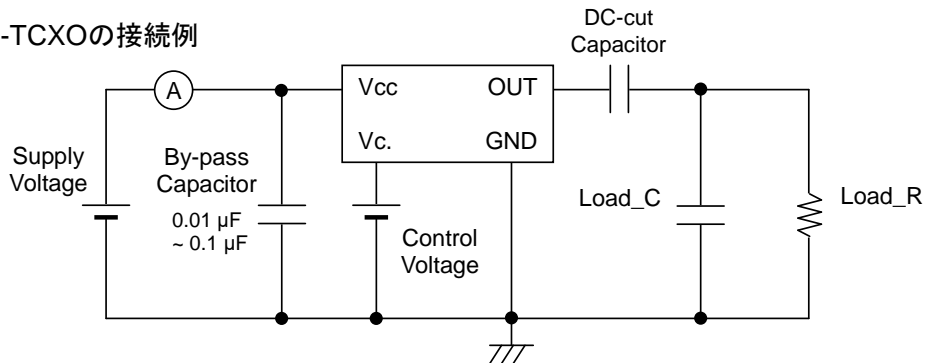 -TCXOの接続例
DC-cut
Capacitor
A
Vcc
OUT
Vc.
GND
Supply
Voltage
By-pass
Capacitor
0.01 µF
~ 0.1 µF
Control
Voltage
Load_C
Load_R